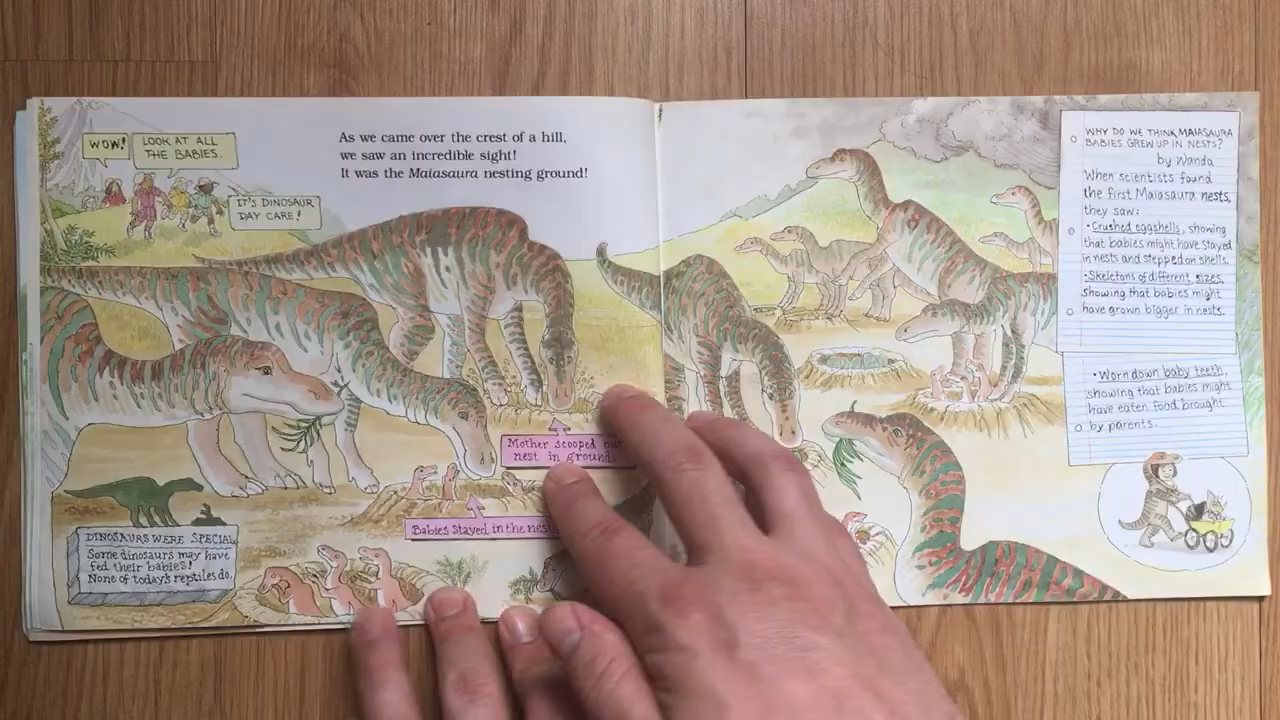 WOW!
LOOK AT ALL
THE BABIES.
IT'S DINOSAUR
DAY CARE!
As we came over the crest of a hill,
we saw an incredible sight!
It was the Maiasaura nesting ground!
Mother scooped out
nest in ground.
Babies stayed in the nest
DINOSAURS WERE SPECIAL
Some dinosaurs may have
fed their babies!
None of today's reptiles do.
WHY DO WE THINK MAIASAURA
BABIES GREW UP IN NESTS?
by Wanda
When scientists found
the first Maiasaura nests,
they saw:
• Crushed eggshells, showing
that babies might have stayed
in nests and stepped on shells.
• Skeletons of different sizes,
showing that babies might
have grown bigger in nests.
• Worn down baby teeth,
showing that babies might
have eaten food brought
by parents.